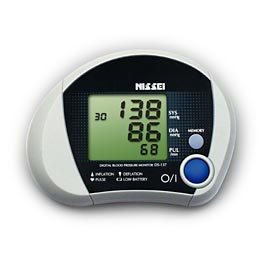 NISSEI
138 SYS mmHg
30
86 DIA mmHg
MEMORY
68 PUL /min
DIGITAL BLOOD PRESSURE MONITOR DS-137
▲ INFLATION ▼ DEFLATION
♥ PULSE LOW BATTERY
O/I